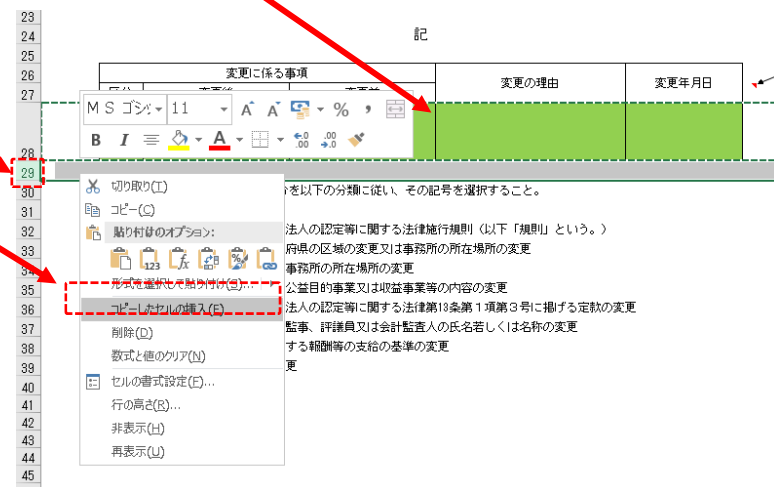 23
24 記
25
26 変更に係る事項 変更の理由 変更年月日
27
MS ゴシ 11 A A % ,
B I A .00 .00
28
29
30 を以下の分類に従い、その記号を選択すること。
切り取り(T)
31 コピー(C)
32 貼り付けのオプション: 法人の認定等に関する法律施行規則（以下「規則」という。）
33 123 fx % 府県の区域の変更又は事務所の所在場所の変更
34 事務所の所在場所の変更
形式を選択して貼り付け(S)...
35 公益目的事業又は収益事業等の内容の変更
36 コピーしたセルの挿入(E) 法人の認定等に関する法律第13条第１項第３号に掲げる定款の変更
37 削除(D) 監事、評議員又は会計監査人の氏名若しくは名称の変更
38 数式と値のクリア(N) する報酬等の支給の基準の変更
39 更
40 セルの書式設定(F)...
41 行の高さ(R)...
42 非表示(H)
43
44 再表示(U)
45